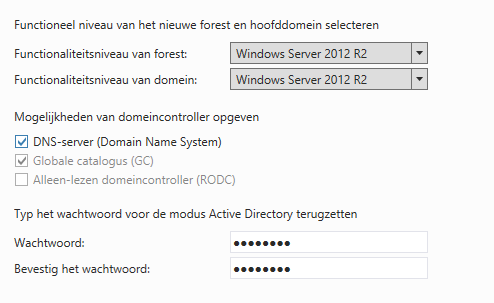 Functioneel niveau van het nieuwe forest en hoofddomein selecteren
Functionaliteitsniveau van forest: Windows Server 2012 R2
Functionaliteitsniveau van domein: Windows Server 2012 R2
Mogelijkheden van domeincontroller opgeven
DNS-server (Domain Name System)
Globale catalogus (GC)
Alleen-lezen domeincontroller (RODC)
Typ het wachtwoord voor de modus Active Directory terugzetten
Wachtwoord: ●●●●●●●●
Bevestig het wachtwoord: ●●●●●●●●